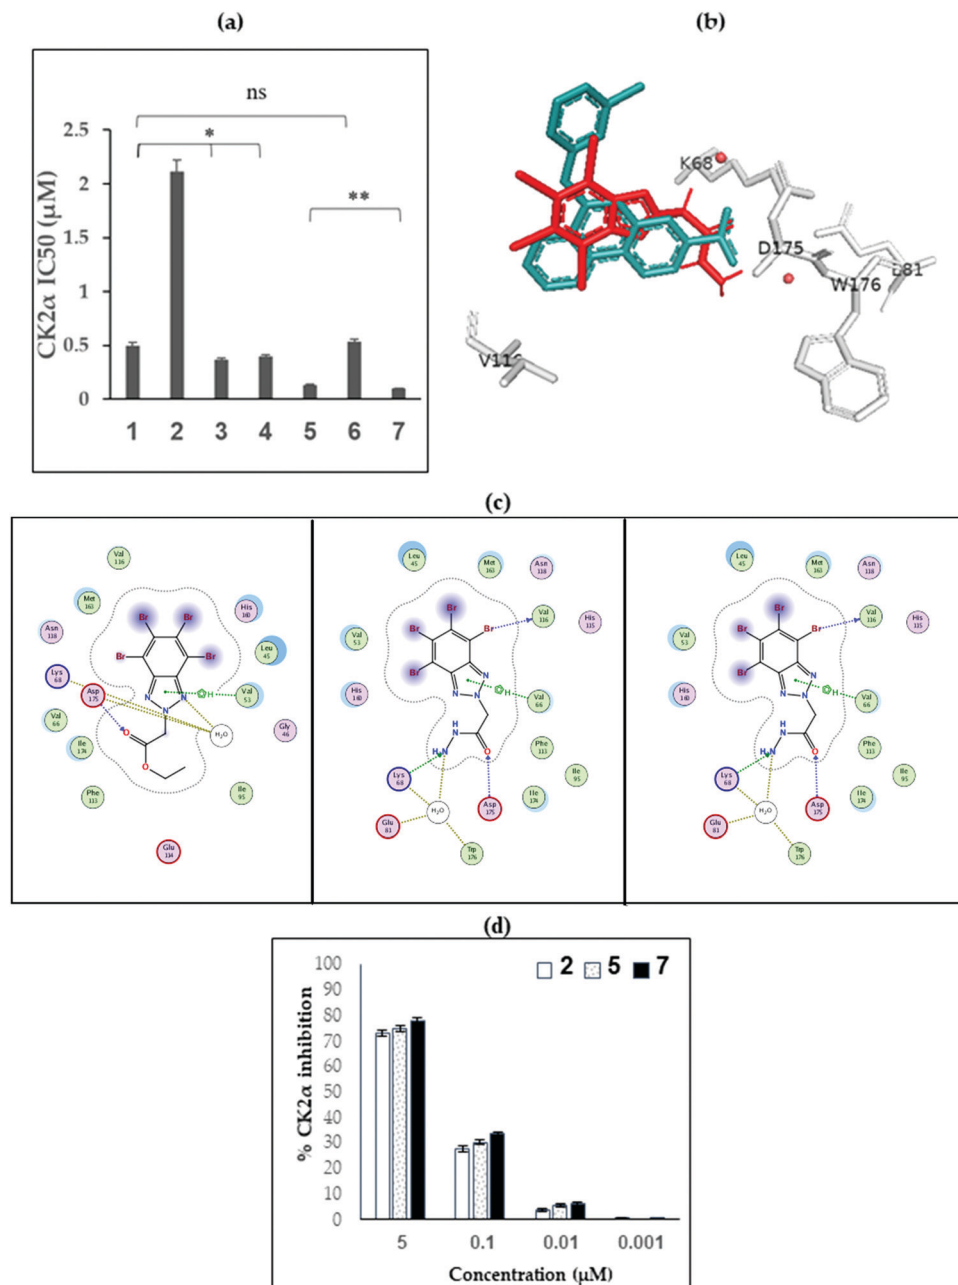 (a)
ns
*
**
CK2α IC50 (μM)
2.5
2
1.5
1
0.5
0
1 2 3 4 5 6 7
(b)
K68
D175
E81
W176
(c)
Val 116
Met 163
Asn 118
His 160
Leu 45
Lys 68
Asp 175
Val 53
Val 66
Ile 174
Gly 46
Phe 113
Ile 95
Glu 114
Br
Br
Br
Br
N
N
N
O
O
H
H₂O
Leu 45
Met 163
Asn 118
Val 116
His 115
Val 53
Val 66
Phe 113
Ile 95
Ile 174
Lys 68
Asp 175
Glu 81
Trp 176
Br
Br
Br
Br
N
N
N
HN
H₂N
O
H
H₂O
Leu 45
Met 163
Asn 118
Val 116
His 115
Val 53
Val 66
Phe 113
Ile 95
Ile 174
Lys 68
Asp 175
Glu 81
Trp 176
Br
Br
Br
Br
N
N
N
HN
H₂N
O
H
H₂O
(d)
2 5 7
% CK2α inhibition
100
90
80
70
60
50
40
30
20
10
0
5 0.1 0.01 0.001
Concentration (μM)